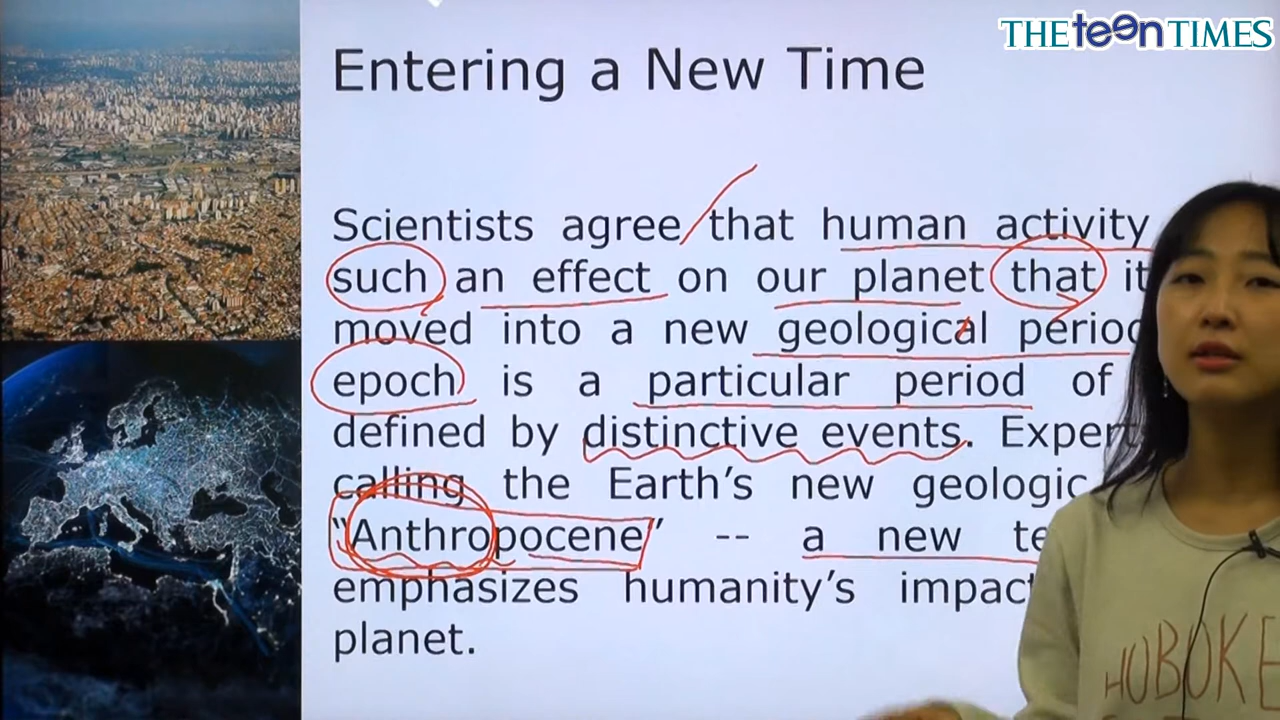 THE teen TIMES
Entering a New Time
Scientists agree that human activity
such an effect on our planet that it
moved into a new geological period
epoch is a particular period of
defined by distinctive events. Expert
calling the Earth's new geologic
"Anthropocene" -- a new
emphasizes humanity's impact
planet.
HOBOKE